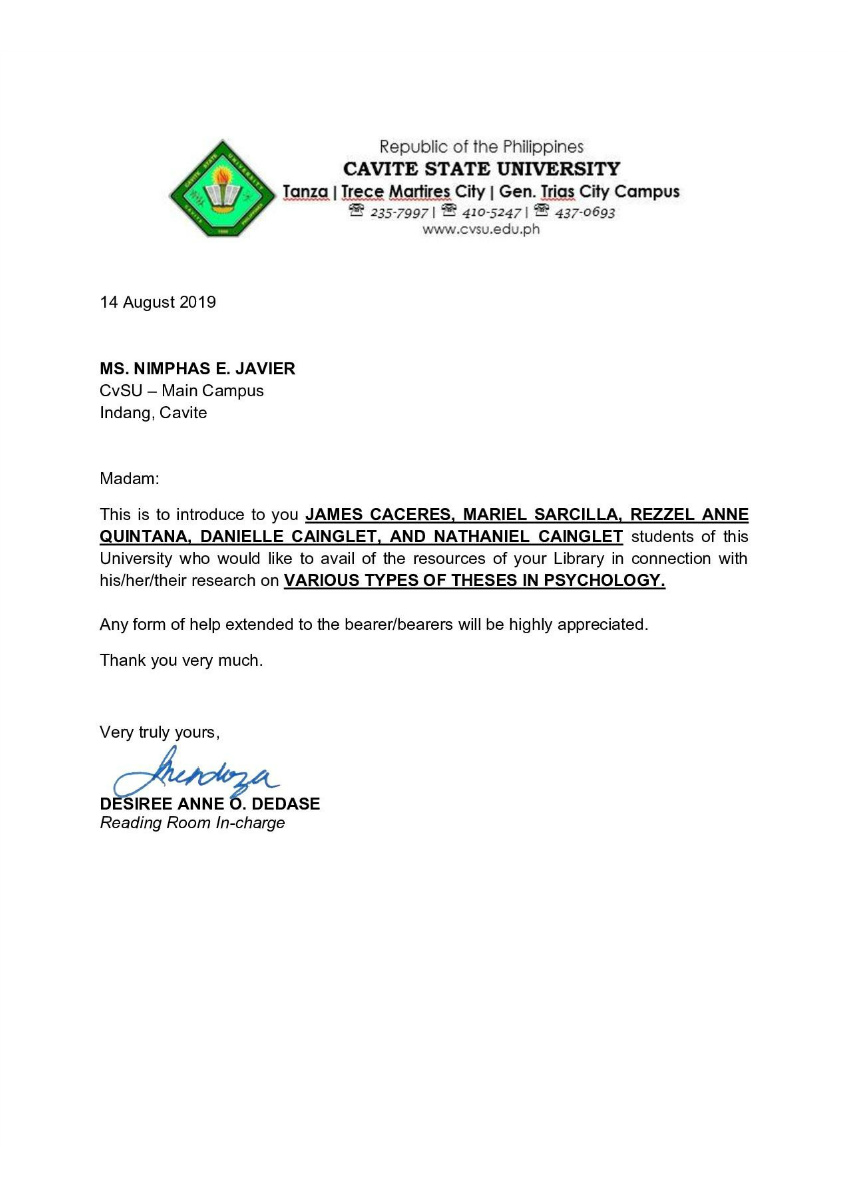 Republic of the Philippines
CAVITE STATE UNIVERSITY
Tanza | Trece Martires City | Gen. Trias City Campus
☏ 235-7997 | ☏ 410-5247 | ☏ 437-0693
www.cvsu.edu.ph
CAVITE STATE UNIVERSITY
CAVITE
14 August 2019
MS. NIMPHAS E. JAVIER
CvSU – Main Campus
Indang, Cavite
Madam:
This is to introduce to you JAMES CACERES, MARIEL SARCILLA, REZZEL ANNE
QUINTANA, DANIELLE CAINGLET, AND NATHANIEL CAINGLET students of this
University who would like to avail of the resources of your Library in connection with
his/her/their research on VARIOUS TYPES OF THESES IN PSYCHOLOGY.
Any form of help extended to the bearer/bearers will be highly appreciated.
Thank you very much.
Very truly yours,
Mendoza
DESIREE ANNE O. DEDASE
Reading Room In-charge